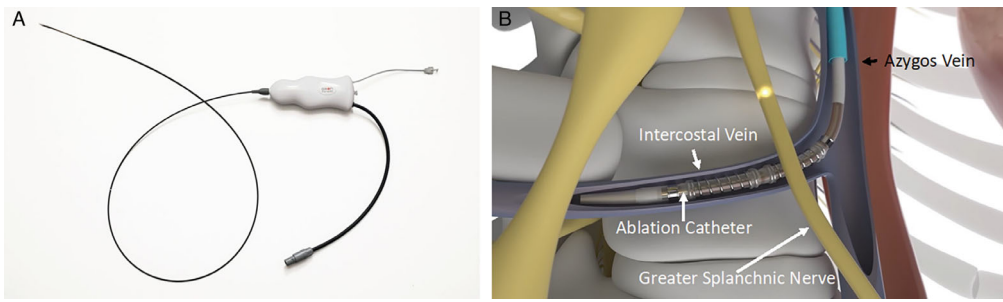 A
B
Azygos Vein
Intercostal Vein
Ablation Catheter
Greater Splanchnic Nerve